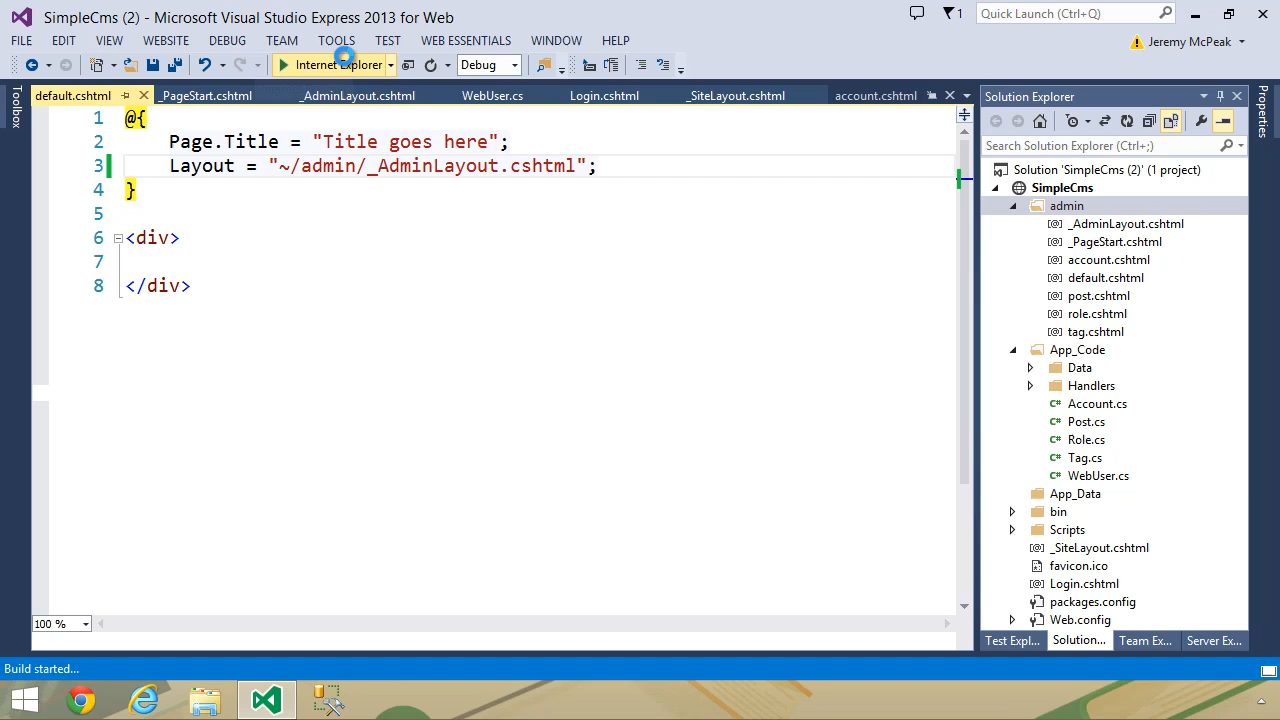 SimpleCms (2) - Microsoft Visual Studio Express 2013 for Web
1
Quick Launch (Ctrl+Q)
FILE EDIT VIEW WEBSITE DEBUG TEAM TOOLS TEST WEB ESSENTIALS WINDOW HELP
Jeremy McPeak
Internet Explorer
Debug
Toolbox
default.cshtml _PageStart.cshtml _AdminLayout.cshtml WebUser.cs Login.cshtml _SiteLayout.cshtml account.cshtml
1 @{
2 Page.Title = "Title goes here";
3 Layout = "~/admin/_AdminLayout.cshtml";
4 }
5
6 <div>
7
8 </div>
100 %
Solution Explorer
Search Solution Explorer (Ctrl+;)
Solution 'SimpleCms (2)' (1 project)
SimpleCms
admin
_AdminLayout.cshtml
_PageStart.cshtml
account.cshtml
default.cshtml
post.cshtml
role.cshtml
tag.cshtml
App_Code
Data
Handlers
Account.cs
Post.cs
Role.cs
Tag.cs
WebUser.cs
App_Data
bin
Scripts
_SiteLayout.cshtml
favicon.ico
Login.cshtml
packages.config
Web.config
Test Expl... Solution... Team Ex... Server Ex...
Properties
Build started...